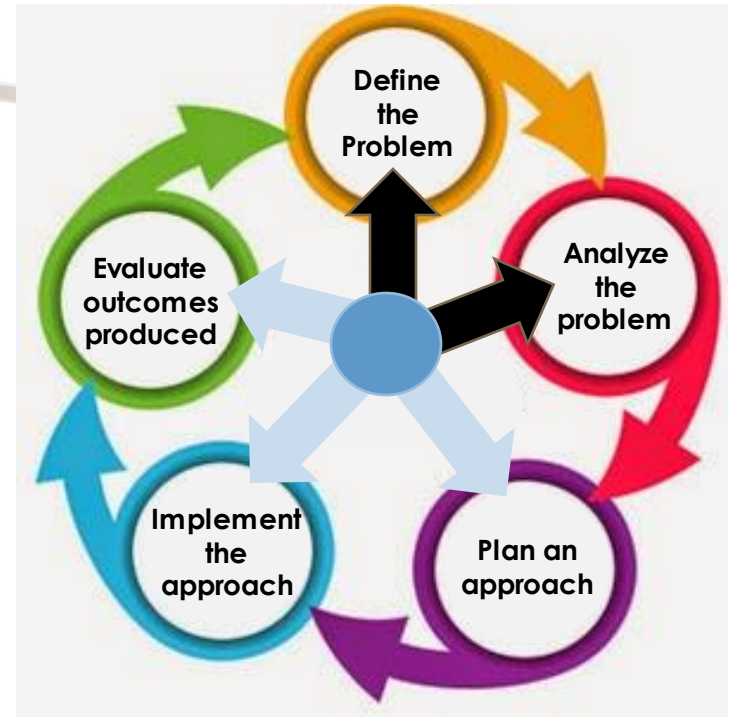 Define
the
Problem
Analyze
the
problem
Plan an
approach
Implement
the
approach
Evaluate
outcomes
produced